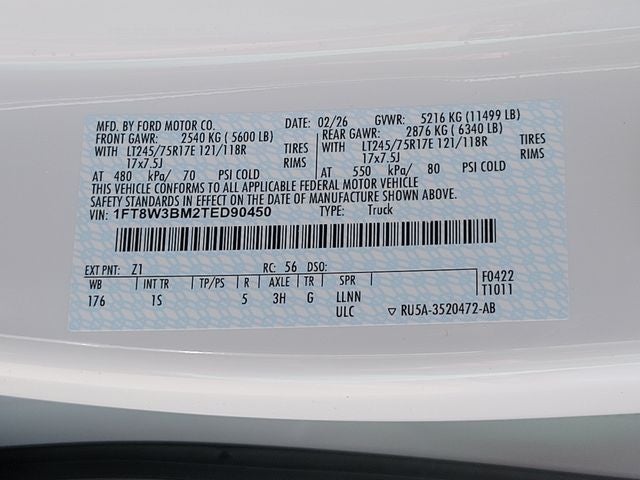 MFD. BY FORD MOTOR CO. DATE: 02/26 GVWR: 5216 KG (11499 LB)
FRONT GAWR: 2540 KG ( 5600 LB) REAR GAWR: 2876 KG ( 6340 LB)
WITH LT245/75R17E 121/118R TIRES WITH LT245/75R17E 121/118R TIRES
17x7.5J RIMS 17x7.5J RIMS
AT 480 kPa/ 70 PSI COLD AT 550 kPa/ 80 PSI COLD
THIS VEHICLE CONFORMS TO ALL APPLICABLE FEDERAL MOTOR VEHICLE
SAFETY STANDARDS IN EFFECT ON THE DATE OF MANUFACTURE SHOWN ABOVE.
VIN: 1FT8W3BM2TED90450 TYPE: Truck
EXT PNT: Z1 RC: 56 DSO: F0422
WB INT TR TP/PS R AXLE TR SPR T1011
176 1S 5 3H G LLNN
ULC ▽ RU5A-3520472-AB